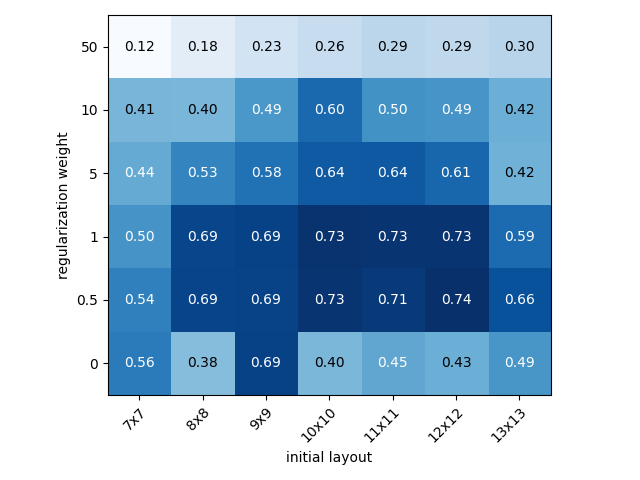 50 0.12 0.18 0.23 0.26 0.29 0.29 0.30
10 0.41 0.40 0.49 0.60 0.50 0.49 0.42
5 0.44 0.53 0.58 0.64 0.64 0.61 0.42
1 0.50 0.69 0.69 0.73 0.73 0.73 0.59
0.5 0.54 0.69 0.69 0.73 0.71 0.74 0.66
0 0.56 0.38 0.69 0.40 0.45 0.43 0.49
7x7 8x8 9x9 10x10 11x11 12x12 13x13
initial layout
regularization weight